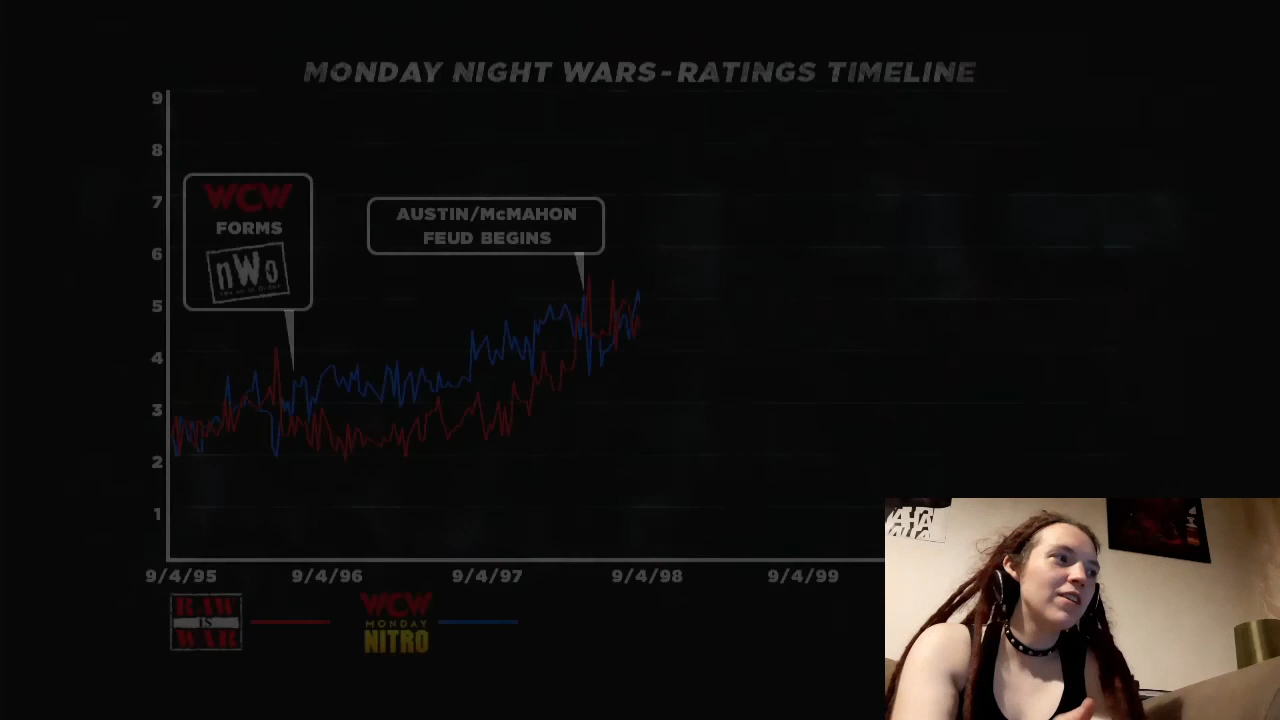 MONDAY NIGHT WARS-RATINGS TIMELINE
9
8
7
6
5
4
3
2
1
WCW
FORMS
nWo
AUSTIN/McMAHON
FEUD BEGINS
9/4/95 9/4/96 9/4/97 9/4/98 9/4/99
RAW
IS
WAR
WCW
MONDAY
NITRO